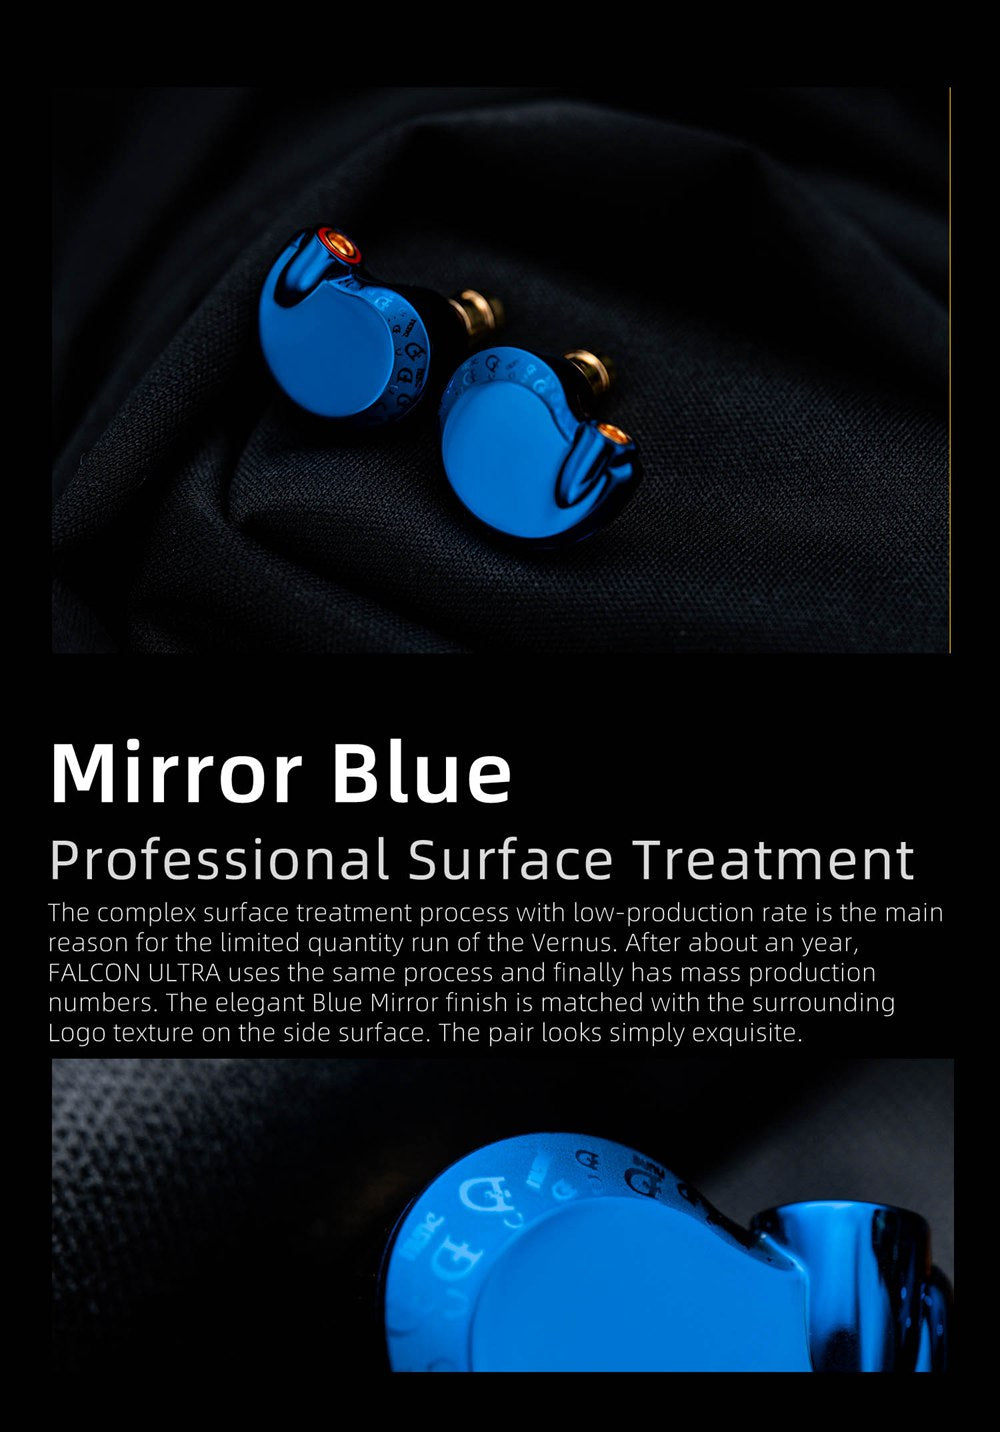 Mirror Blue
Professional Surface Treatment
The complex surface treatment process with low-production rate is the main
reason for the limited quantity run of the Vernus. After about an year,
FALCON ULTRA uses the same process and finally has mass production
numbers. The elegant Blue Mirror finish is matched with the surrounding
Logo texture on the side surface. The pair looks simply exquisite.